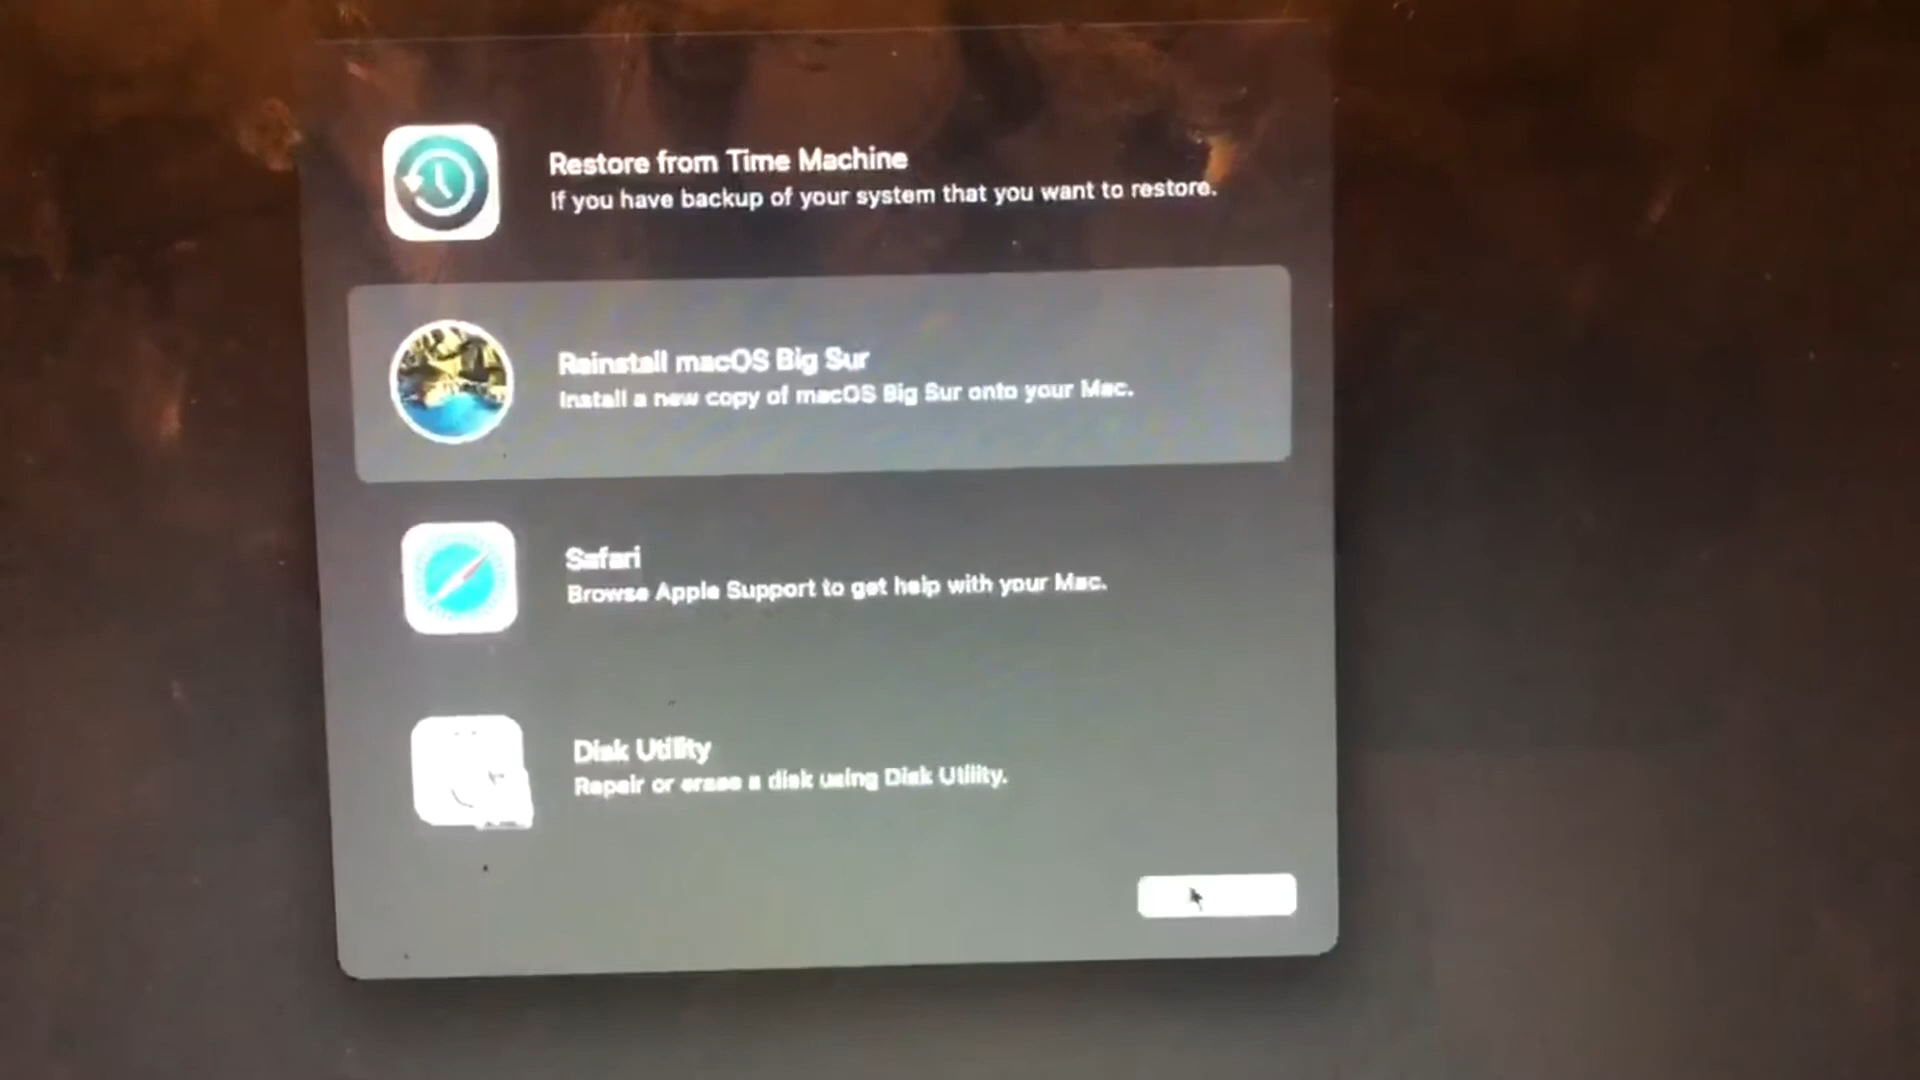 Restore from Time Machine
If you have backup of your system that you want to restore.
Reinstall macOS Big Sur
Install a new copy of macOS Big Sur onto your Mac.
Safari
Browse Apple Support to get help with your Mac.
Disk Utility
Repair or erase a disk using Disk Utility.